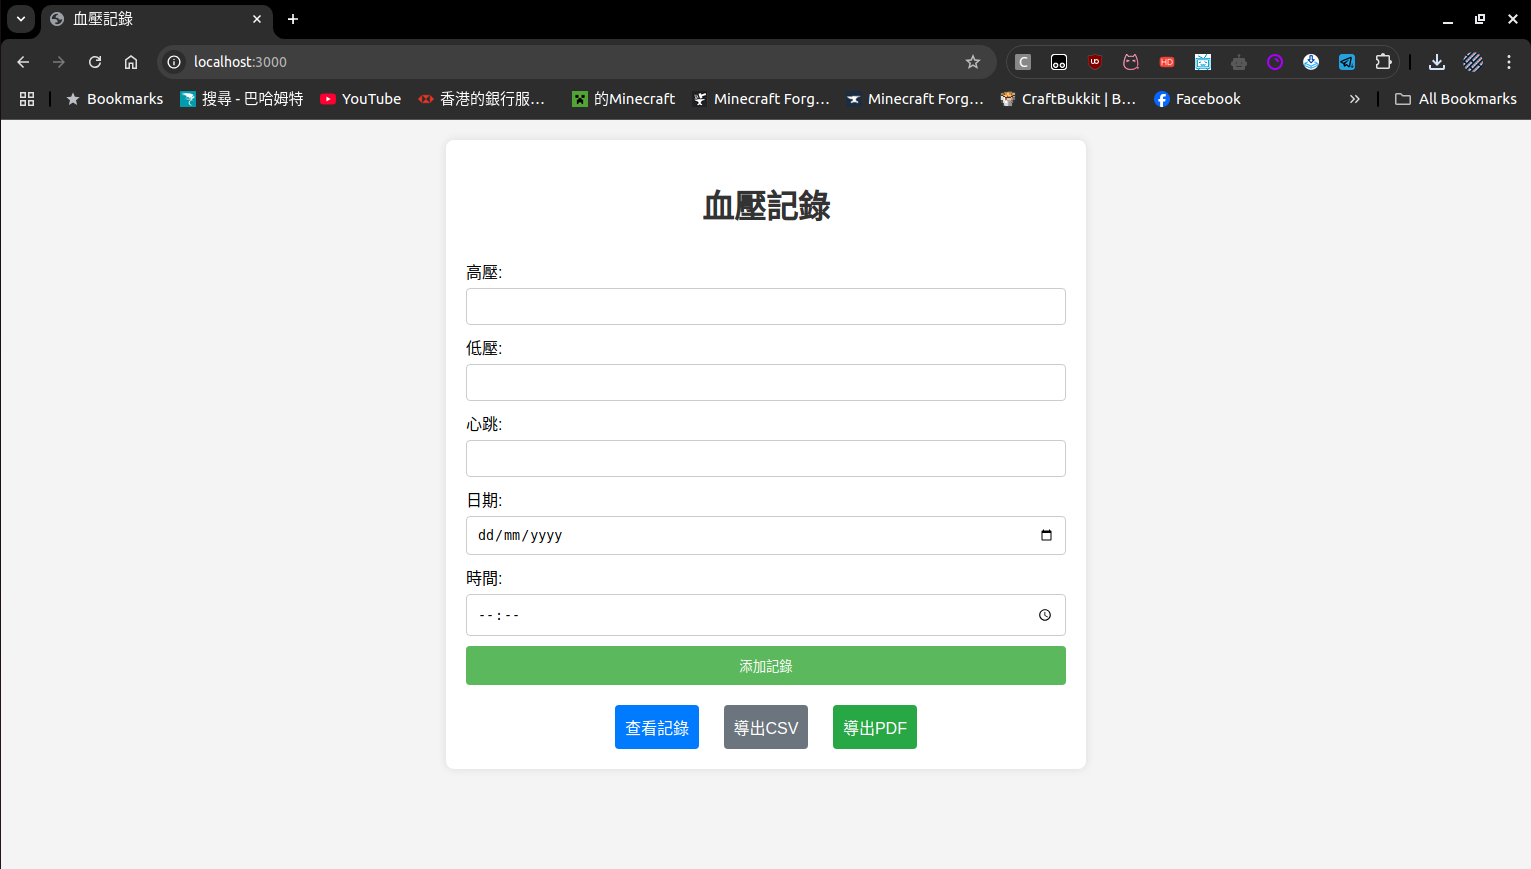 血壓記錄
localhost:3000
Bookmarks
搜尋 - 巴哈姆特
YouTube
香港的銀行服...
的Minecraft
Minecraft Forg...
Minecraft Forg...
CraftBukkit | B...
Facebook
All Bookmarks
血壓記錄
高壓:
低壓:
心跳:
日期:
dd/mm/yyyy
時間:
--:--
添加記錄
查看記錄
導出CSV
導出PDF